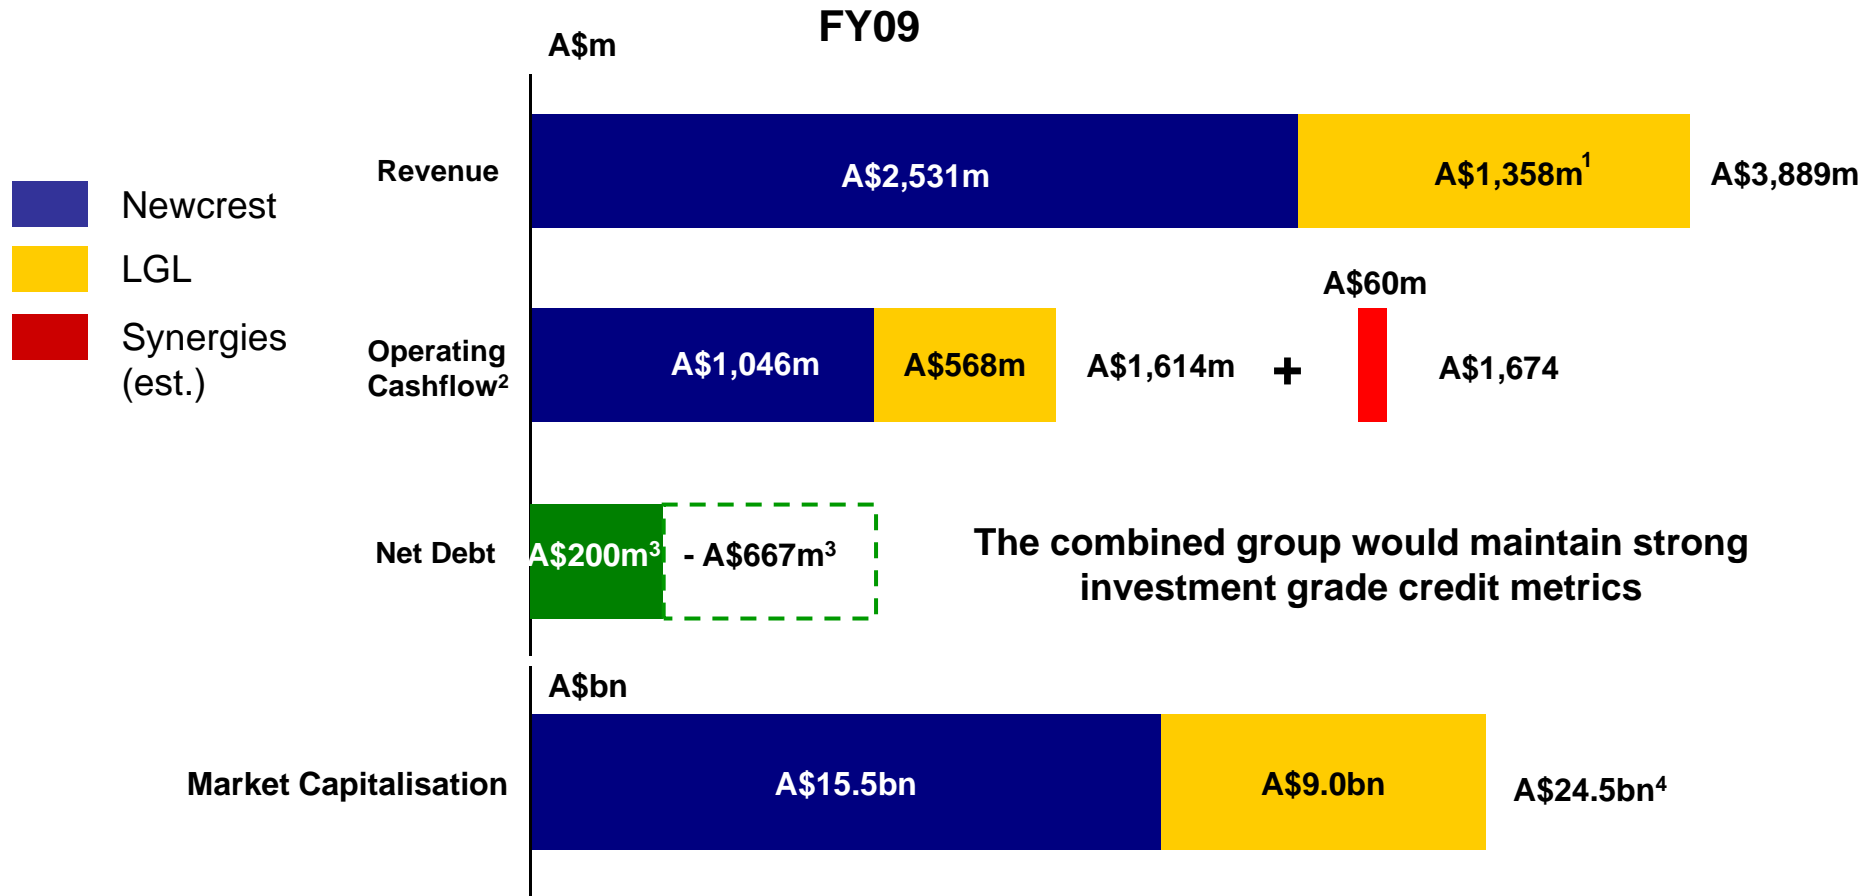 FY09
A$m
Newcrest
LGL
Synergies
(est.)
Revenue
A$2,531m
A$1,358m¹
A$3,889m
Operating
Cashflow²
A$1,046m
A$568m
A$1,614m
+
A$60m
A$1,674
Net Debt
A$200m³
- A$667m³
The combined group would maintain strong
investment grade credit metrics
A$bn
Market Capitalisation
A$15.5bn
A$9.0bn
A$24.5bn⁴